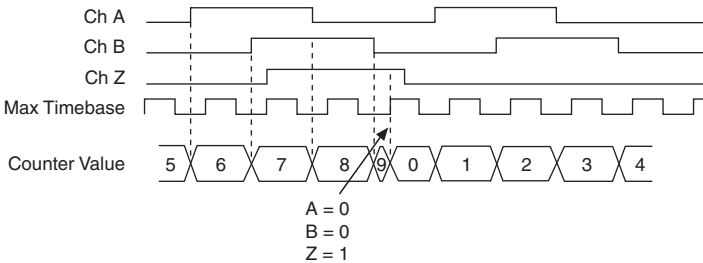 Ch A
Ch B
Ch Z
Max Timebase
Counter Value 5 6 7 8 9 0 1 2 3 4
A = 0
B = 0
Z = 1